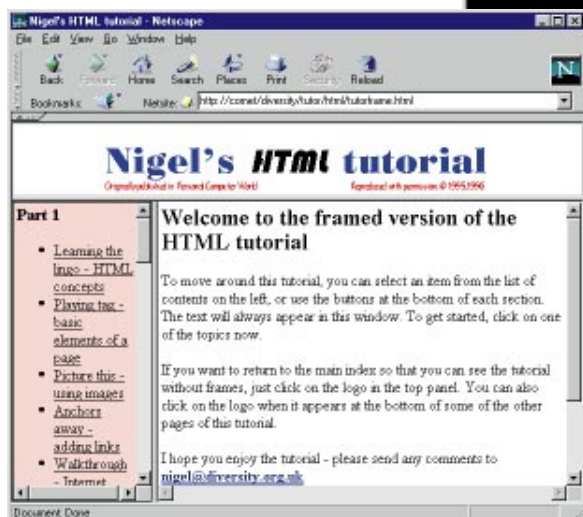 Nigel's HTML tutorial - Netscape
File Edit View Go Window Help
Back Forward Home Search Places Print Security Reload
Bookmarks Netsite: http://comet/diversity/tutor/html/tutorframe.html
N
Nigel's HTML tutorial
Originally published in Personal Computer World Reproduced with permission © 1995,1996
Part 1
Learning the
lingo - HTML
concepts
Playing tag -
basic
elements of a
page
Picture this -
using images
Anchors
away -
adding links
Walkthrough
- Internet
Welcome to the framed version of the
HTML tutorial
To move around this tutorial, you can select an item from the list of
contents on the left, or use the buttons at the bottom of each section.
The text will always appear in this window. To get started, click on one
of the topics now.
If you want to return to the main index so that you can see the tutorial
without frames, just click on the logo in the top panel. You can also
click on the logo when it appears at the bottom of some of the other
pages of this tutorial.
I hope you enjoy the tutorial - please send any comments to
nigel@diversity.org.uk
Document: Done